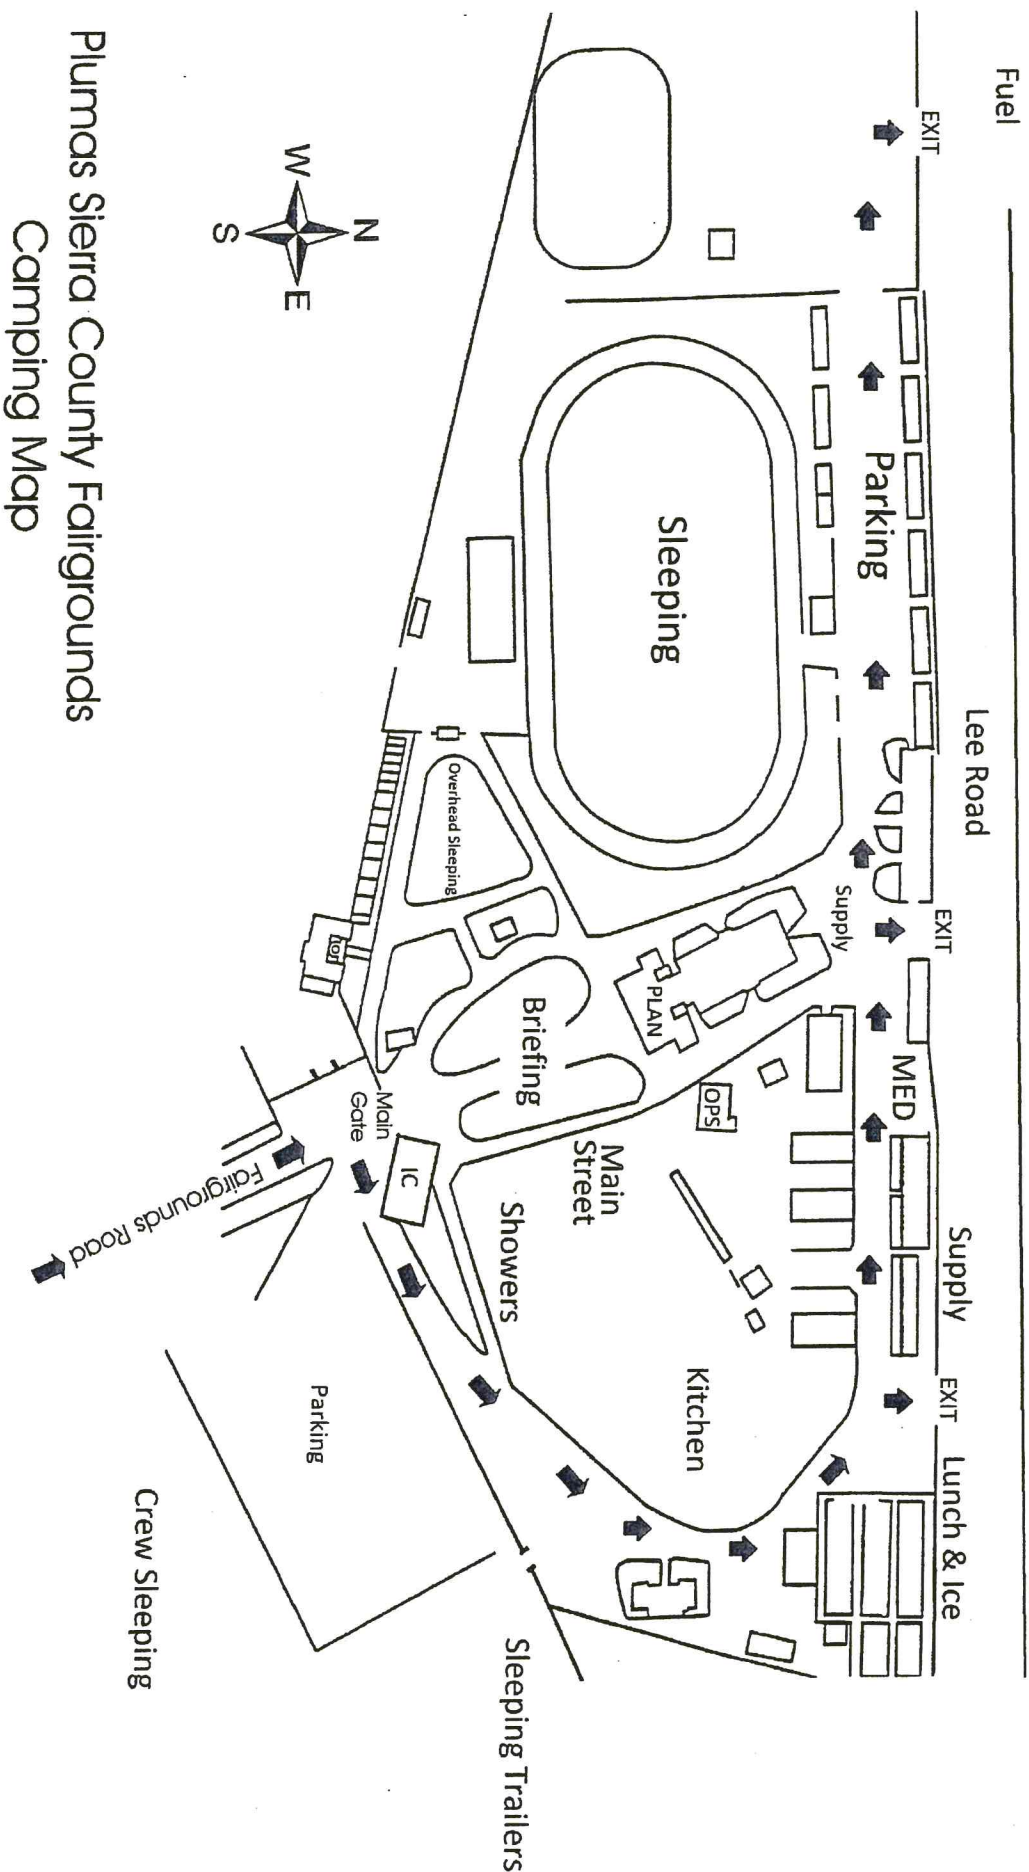 Fuel
Lee Road
EXIT
EXIT
Supply
EXIT
Lunch & Ice
Parking
MED
Supply
Sleeping
PLAN
OPS
Kitchen
Main
Street
Briefing
Showers
Overhead Sleeping
IC
Sleeping Trailers
Main
Gate
Parking
Fairgrounds Road
Crew Sleeping
N
W
E
S
Plumas Sierra County Fairgrounds
Camping Map